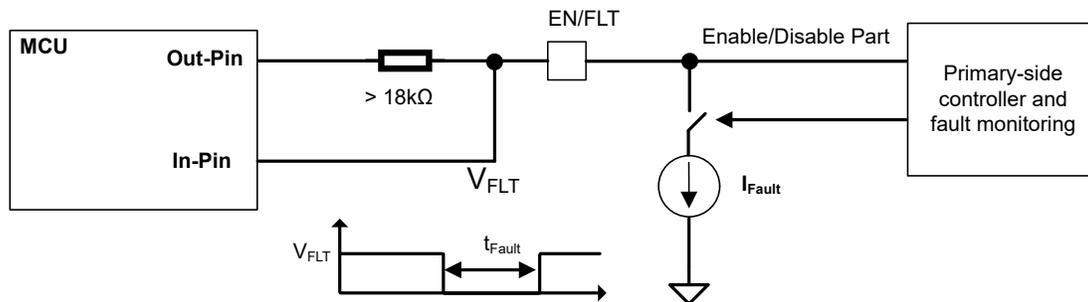 EN/FLT
MCU
Out-Pin
Enable/Disable Part
> 18kΩ
Primary-side
controller and
fault monitoring
In-Pin
VFLT
IFault
VFLT
tFault